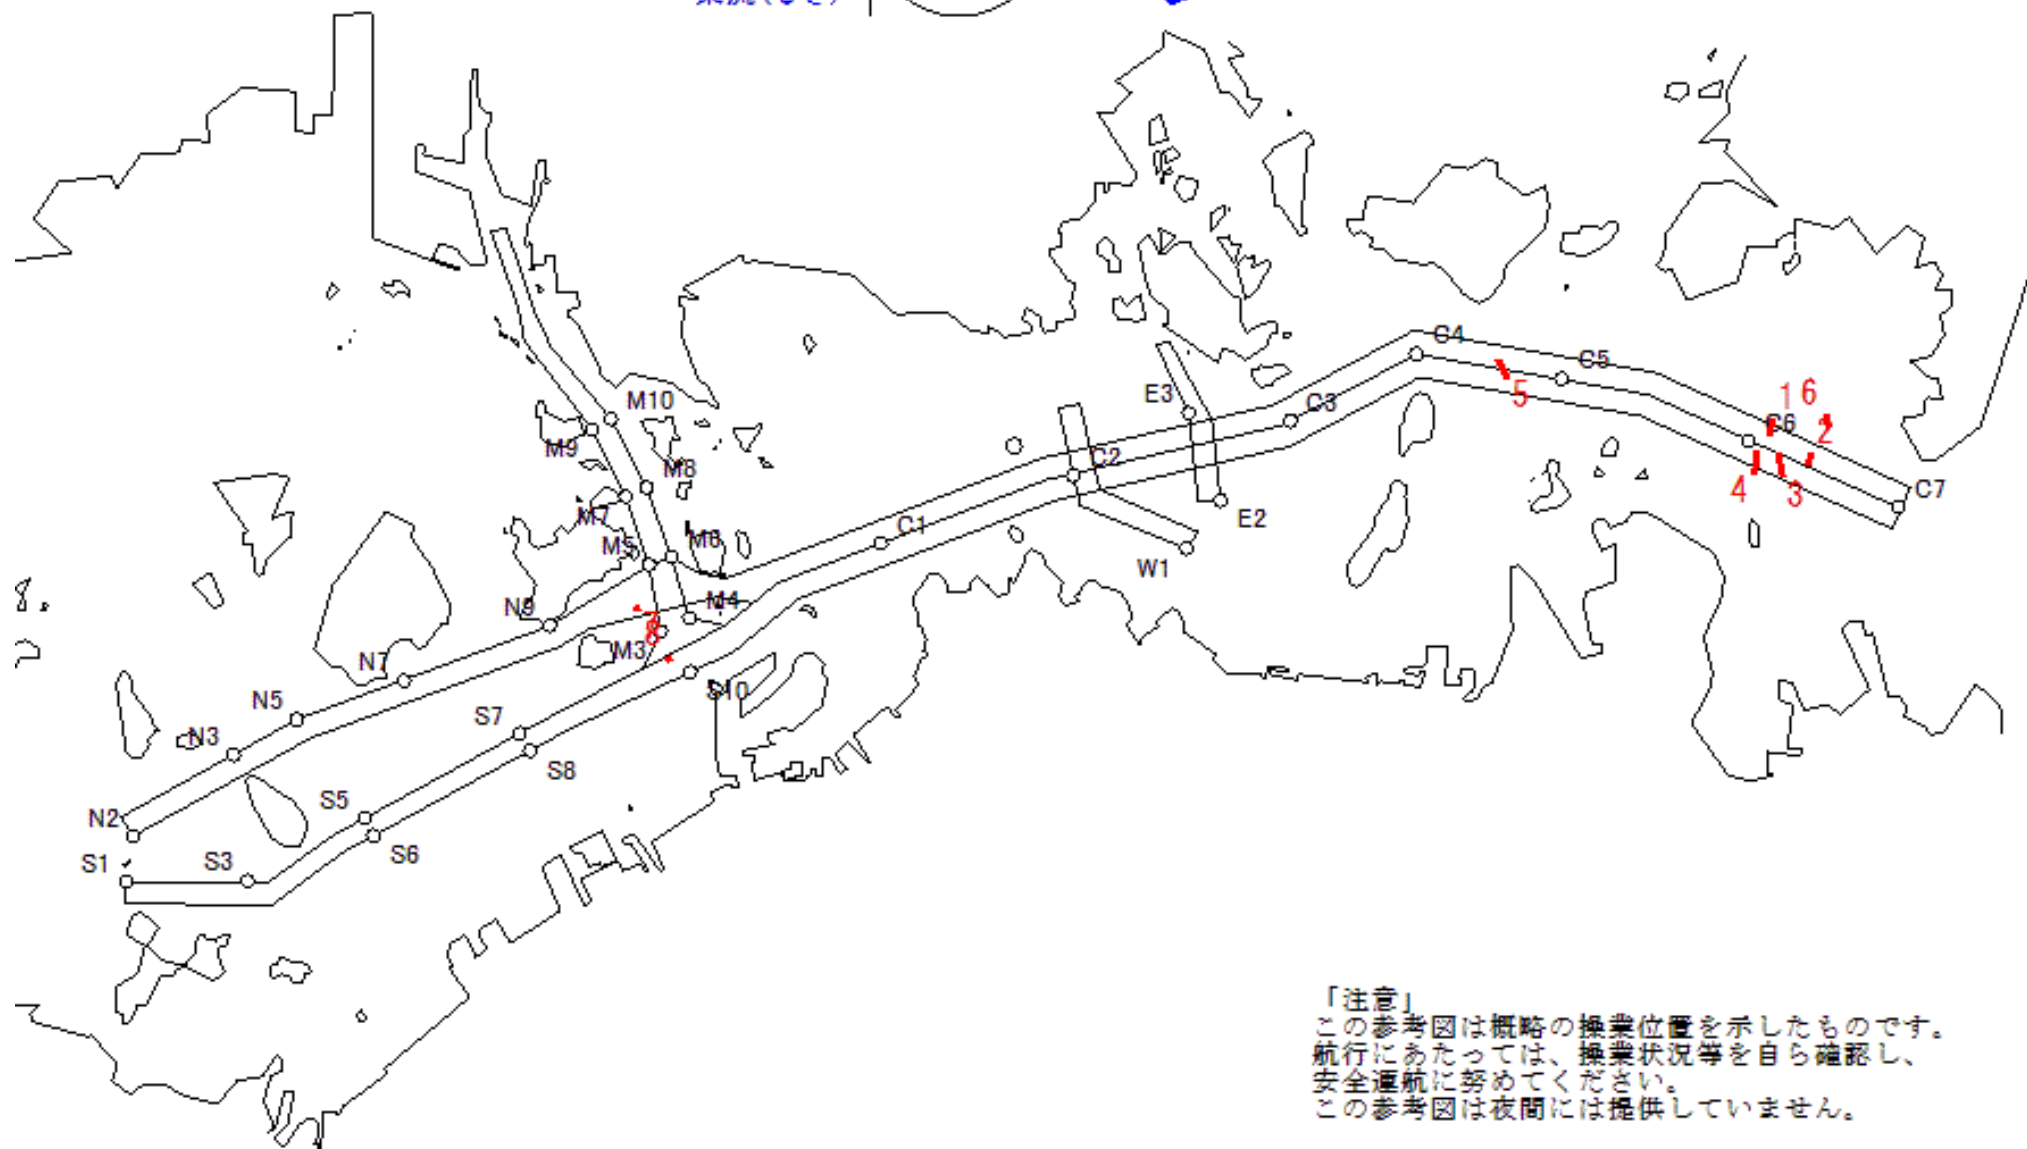 C4
C5
1 6
C6
2
5
M10
E3
C3
M9
M8
C2
4
3
C7
M7
E2
C1
M5
M6
W1
N9
M4
7
8
M3
N7
S10
N5
S7
N3
S8
S5
N2
S6
S1
S3
「注意」
この参考図は概略の操業位置を示したものです。
航行にあたっては、操業状況等を自ら確認し、
安全運航に努めてください。
この参考図は夜間には提供していません。